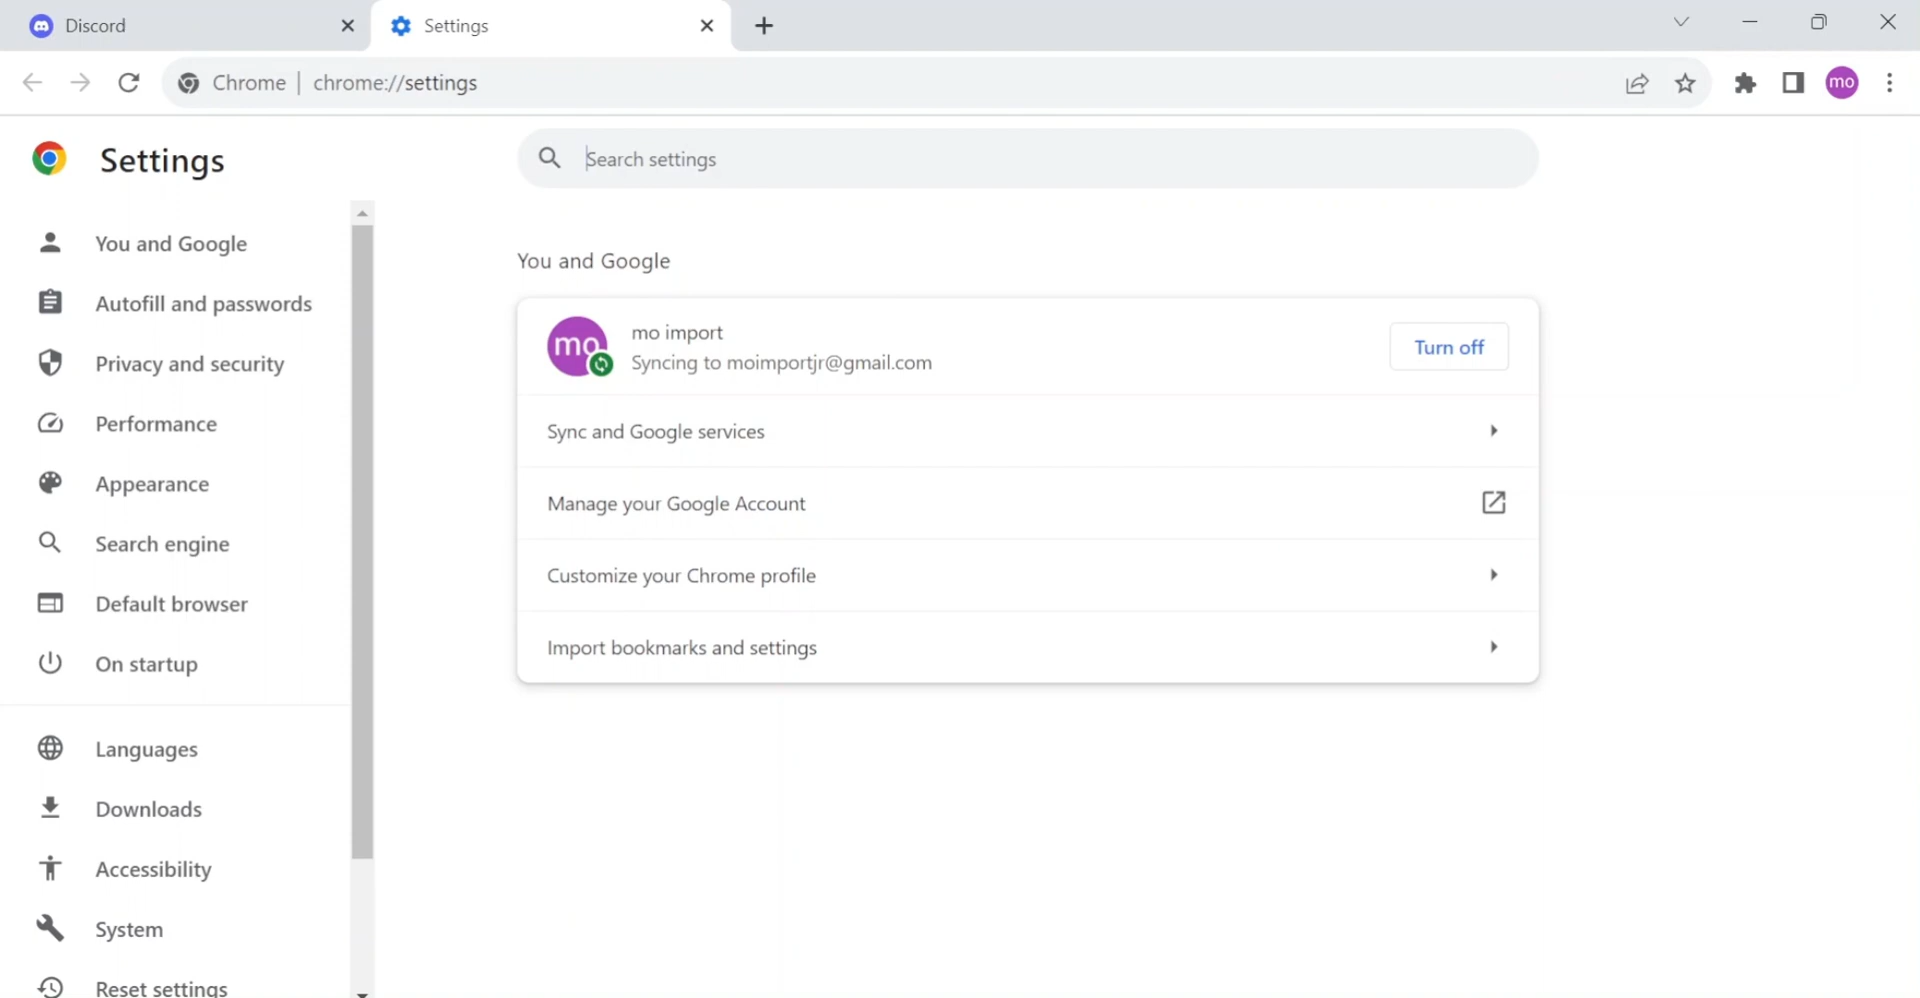 Discord
Settings
Chrome | chrome://settings
mo
Settings
Search settings
You and Google
Autofill and passwords
Privacy and security
Performance
Appearance
Search engine
Default browser
On startup
Languages
Downloads
Accessibility
System
Reset settings
You and Google
mo
mo import
Syncing to moimportjr@gmail.com
Turn off
Sync and Google services
Manage your Google Account
Customize your Chrome profile
Import bookmarks and settings